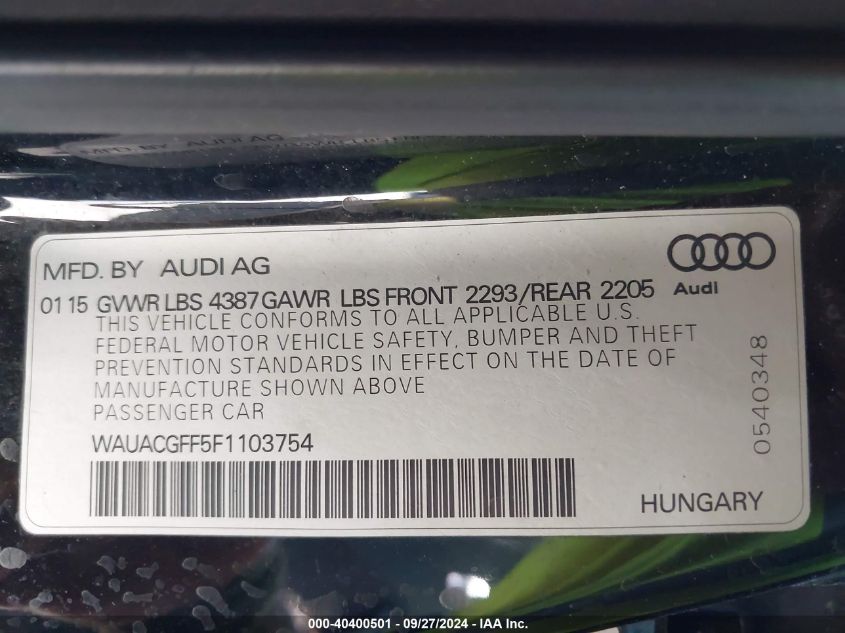 MFD. BY AUDI AG
Audi
01 15 GVWR LBS 4387 GAWR LBS FRONT 2293/REAR 2205
THIS VEHICLE CONFORMS TO ALL APPLICABLE U.S.
FEDERAL MOTOR VEHICLE SAFETY, BUMPER AND THEFT
PREVENTION STANDARDS IN EFFECT ON THE DATE OF
MANUFACTURE SHOWN ABOVE
PASSENGER CAR
WAUACGFF5F1103754
0540348
HUNGARY
000-40400501 - 09/27/2024 - IAA Inc.